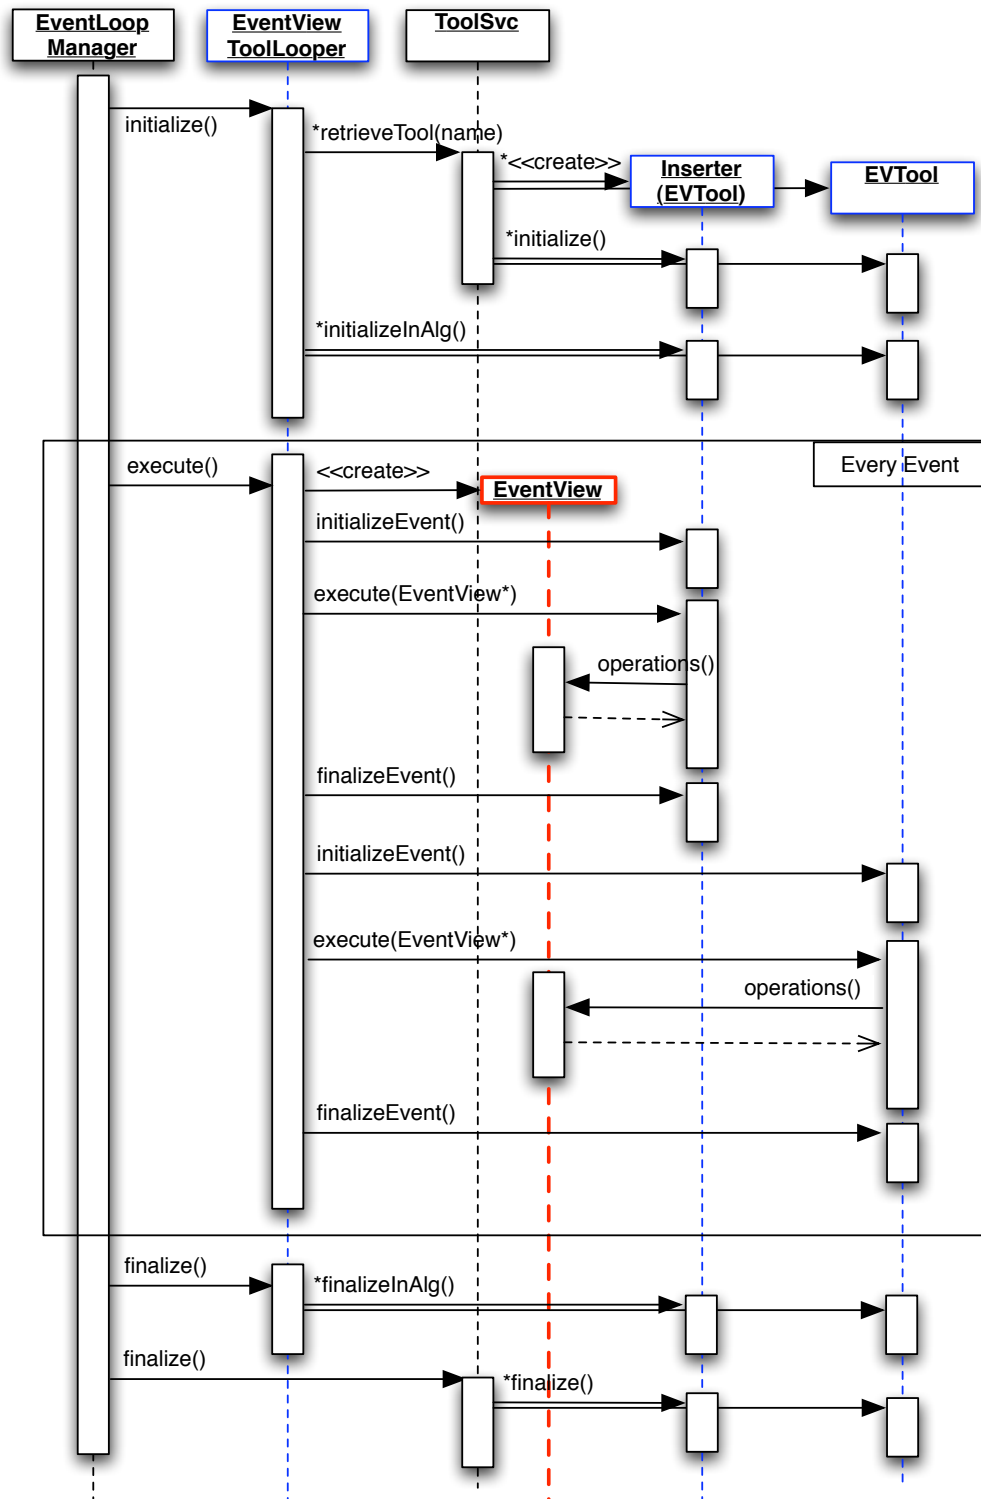 EventLoop
Manager
EventView
ToolLooper
ToolSvc
initialize()
*retrieveTool(name)
*<<create>>
Inserter
(EVTool)
EVTool
*initialize()
*initializeInAlg()
Every Event
execute()
<<create>>
EventView
initializeEvent()
execute(EventView*)
operations()
finalizeEvent()
initializeEvent()
execute(EventView*)
operations()
finalizeEvent()
finalize()
*finalizeInAlg()
finalize()
*finalize()